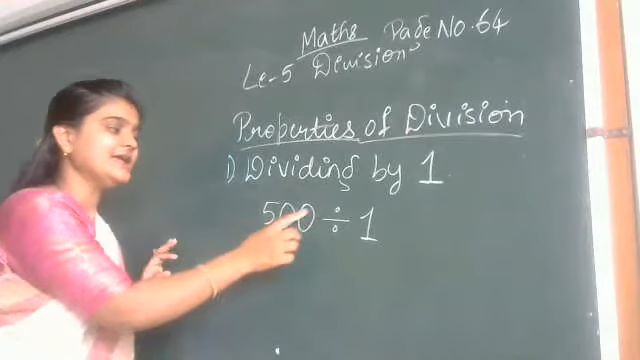 Maths Page No. 64
Le-5 Division
Properties of Division
1) Dividing by 1
500 ÷ 1